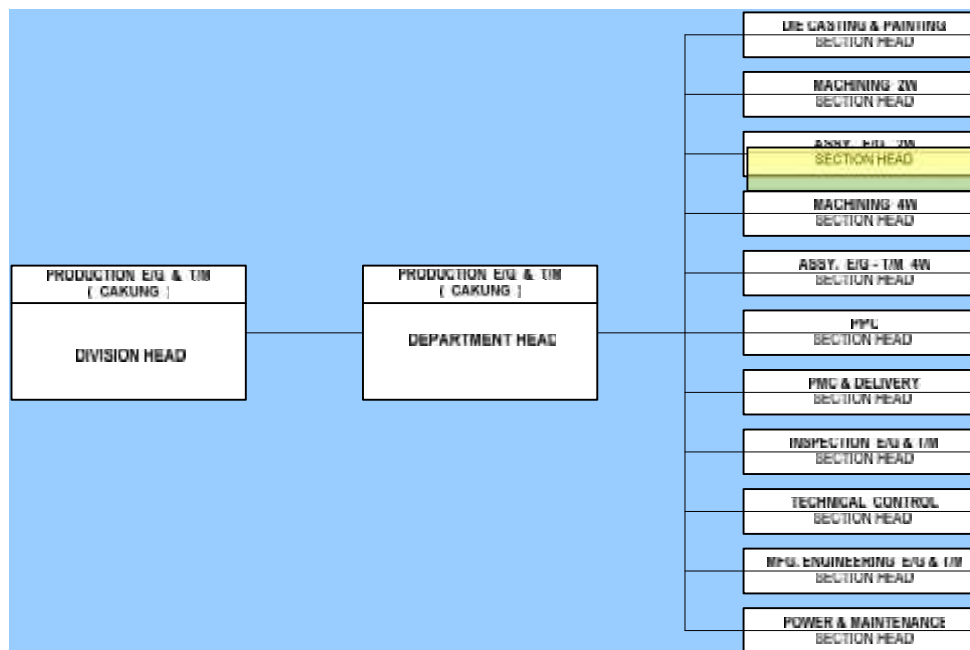 PRODUCTION E/G & T/M
( CAKUNG )
DIVISION HEAD
PRODUCTION E/G & T/M
( CAKUNG )
DEPARTMENT HEAD
DIE CASTING & PAINTING
SECTION HEAD
MACHINING 2W
SECTION HEAD
ASSY. E/G 2W
SECTION HEAD
MACHINING 4W
SECTION HEAD
ASSY. E/G - T/M 4W
SECTION HEAD
PPC
SECTION HEAD
PMC & DELIVERY
SECTION HEAD
INSPECTION E/G & T/M
SECTION HEAD
TECHNICAL CONTROL
SECTION HEAD
MFG. ENGINEERING E/G & T/M
SECTION HEAD
POWER & MAINTENANCE
SECTION HEAD